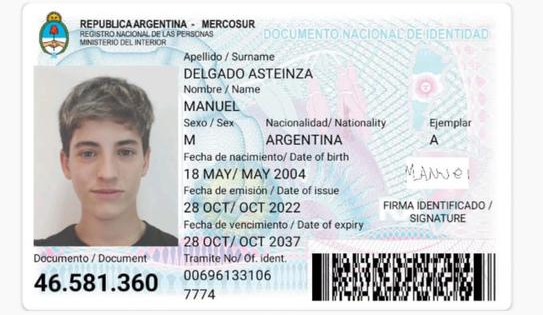 REPUBLICA ARGENTINA - MERCOSUR
REGISTRO NACIONAL DE LAS PERSONAS
MINISTERIO DEL INTERIOR
DOCUMENTO NACIONAL DE IDENTIDAD
Apellido / Surname
DELGADO ASTEINZA
Nombre / Name
MANUEL
Sexo / Sex Nacionalidad/ Nationality Ejemplar
M ARGENTINA A
Fecha de nacimiento/ Date of birth
18 MAY/ MAY 2004
Fecha de emisión / Date of issue
28 OCT/ OCT 2022
Fecha de vencimiento / Date of expiry
28 OCT/ OCT 2037
MANUEL
FIRMA IDENTIFICADO /
SIGNATURE
Documento / Document
46.581.360
Tramite No/ Of. ident.
00696133106
7774